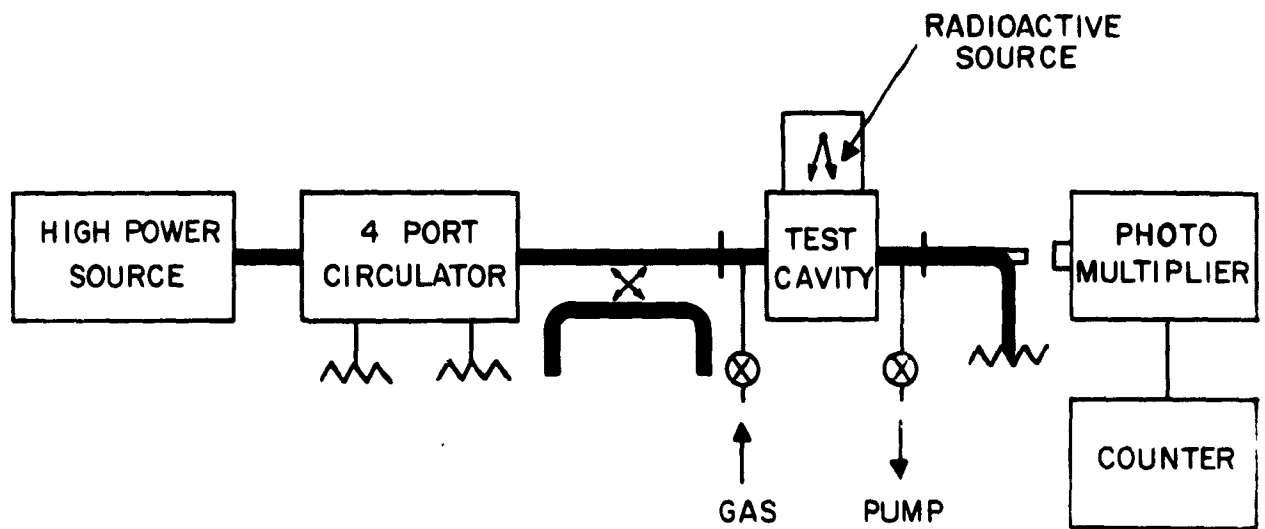 RADIOACTIVE
SOURCE
HIGH POWER
SOURCE
4 PORT
CIRCULATOR
TEST
CAVITY
PHOTO
MULTIPLIER
COUNTER
GAS
PUMP